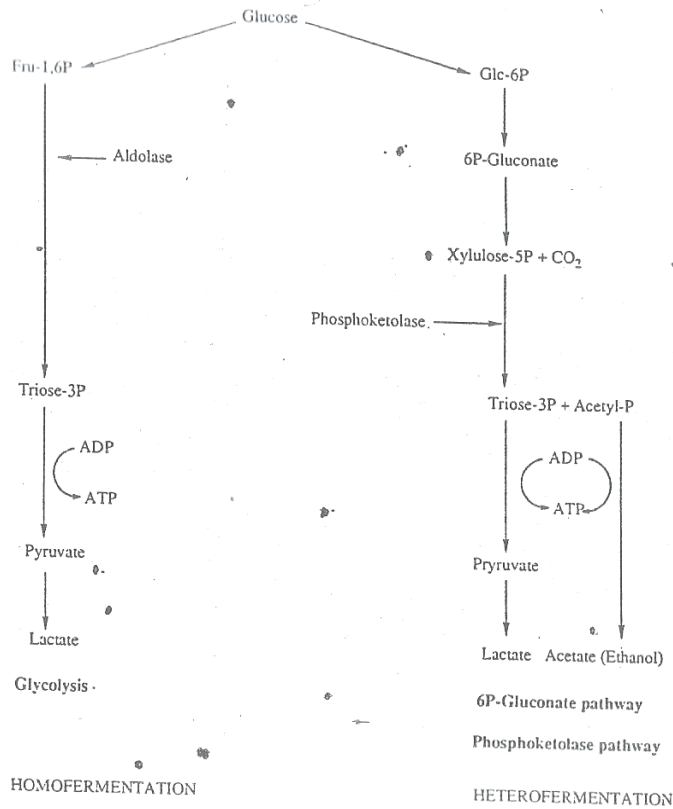 Glucose
Fru-1,6P
Glc-6P
Aldolase
6P-Gluconate
Xylulose-5P + CO2
Phosphoketolase
Triose-3P
Triose-3P + Acetyl-P
ADP
ADP
ATP
ATP
Pyruvate
Pryruvate
Lactate
Lactate Acetate (Ethanol)
Glycolysis
6P-Gluconate pathway
Phosphoketolase pathway
HOMOFERMENTATION
HETEROFERMENTATION